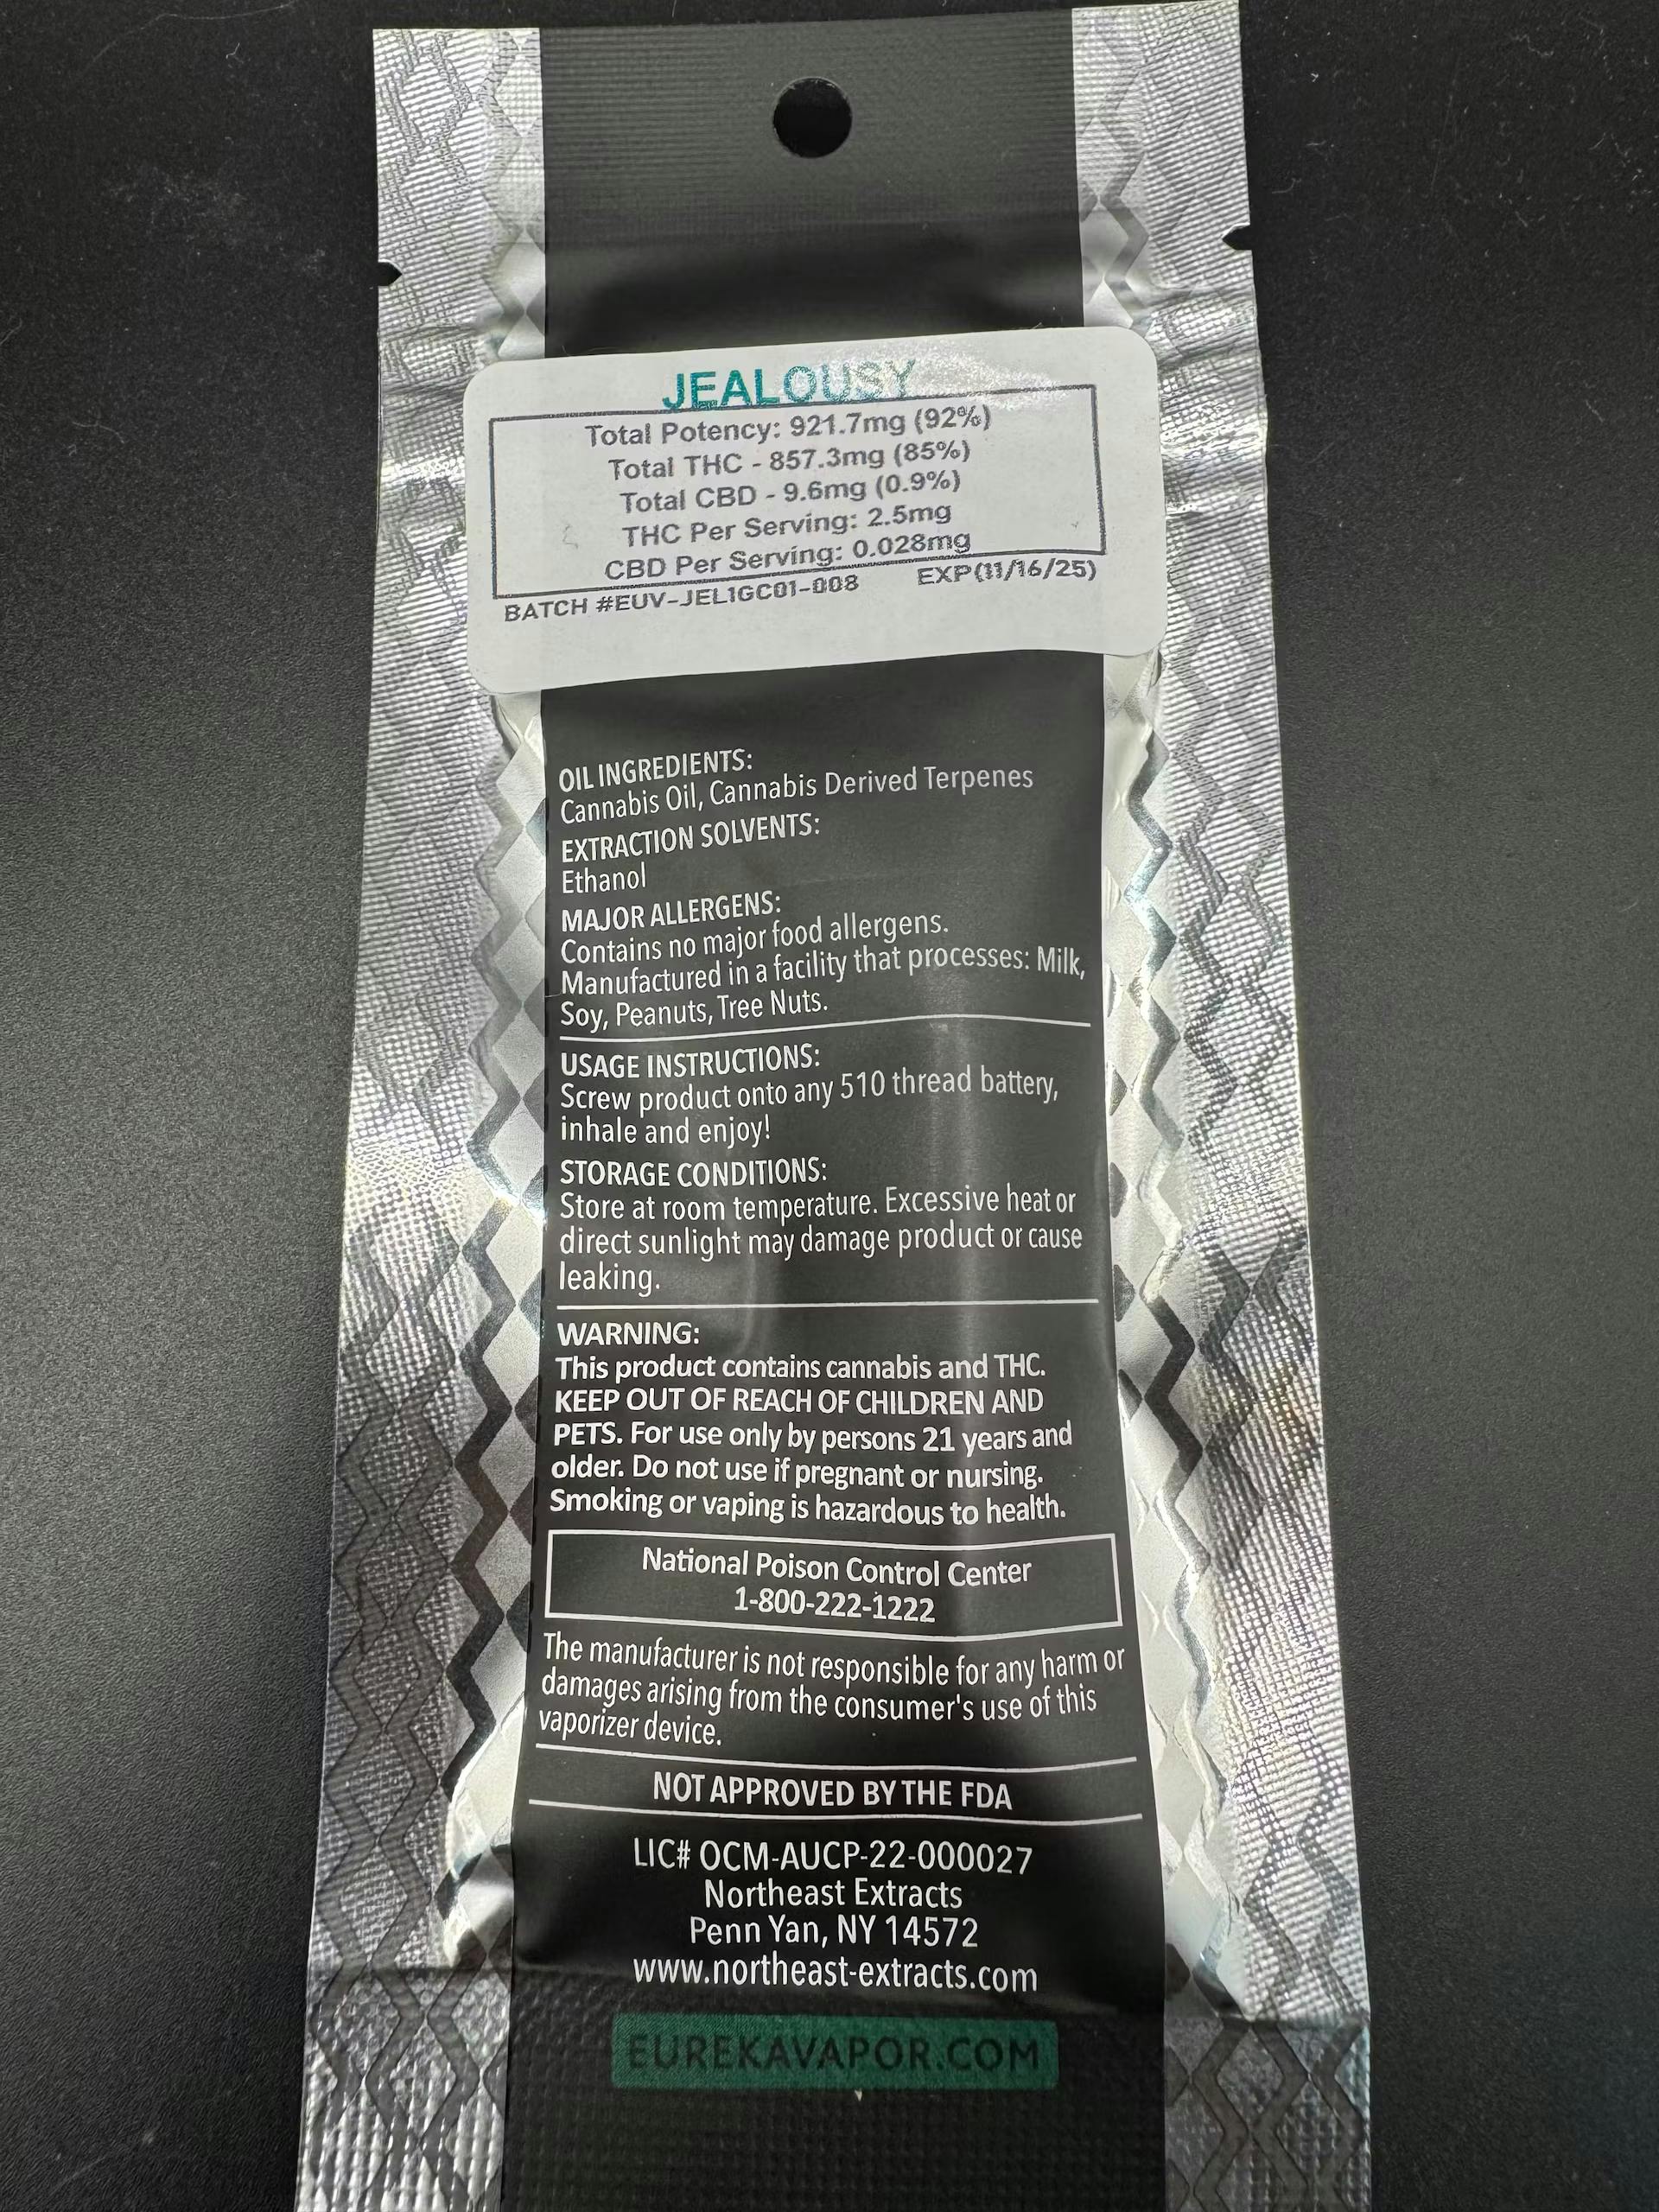 JEALOUSY
Total Potency: 921.7mg (92%)
Total THC - 857.3mg (85%)
Total CBD - 9.6mg (0.9%)
THC Per Serving: 2.5mg
CBD Per Serving: 0.028mg
BATCH #EUV-JEL1GC01-008 EXP(11/16/25)
OIL INGREDIENTS:
Cannabis Oil, Cannabis Derived Terpenes
EXTRACTION SOLVENTS:
Ethanol
MAJOR ALLERGENS:
Contains no major food allergens.
Manufactured in a facility that processes: Milk,
Soy, Peanuts, Tree Nuts.
USAGE INSTRUCTIONS:
Screw product onto any 510 thread battery,
inhale and enjoy!
STORAGE CONDITIONS:
Store at room temperature. Excessive heat or
direct sunlight may damage product or cause
leaking.
WARNING:
This product contains cannabis and THC.
KEEP OUT OF REACH OF CHILDREN AND
PETS. For use only by persons 21 years and
older. Do not use if pregnant or nursing.
Smoking or vaping is hazardous to health.
National Poison Control Center
1-800-222-1222
The manufacturer is not responsible for any harm or
damages arising from the consumer's use of this
vaporizer device.
NOT APPROVED BY THE FDA
LIC# OCM-AUCP-22-000027
Northeast Extracts
Penn Yan, NY 14572
www.northeast-extracts.com
EUREKAVAPOR.COM